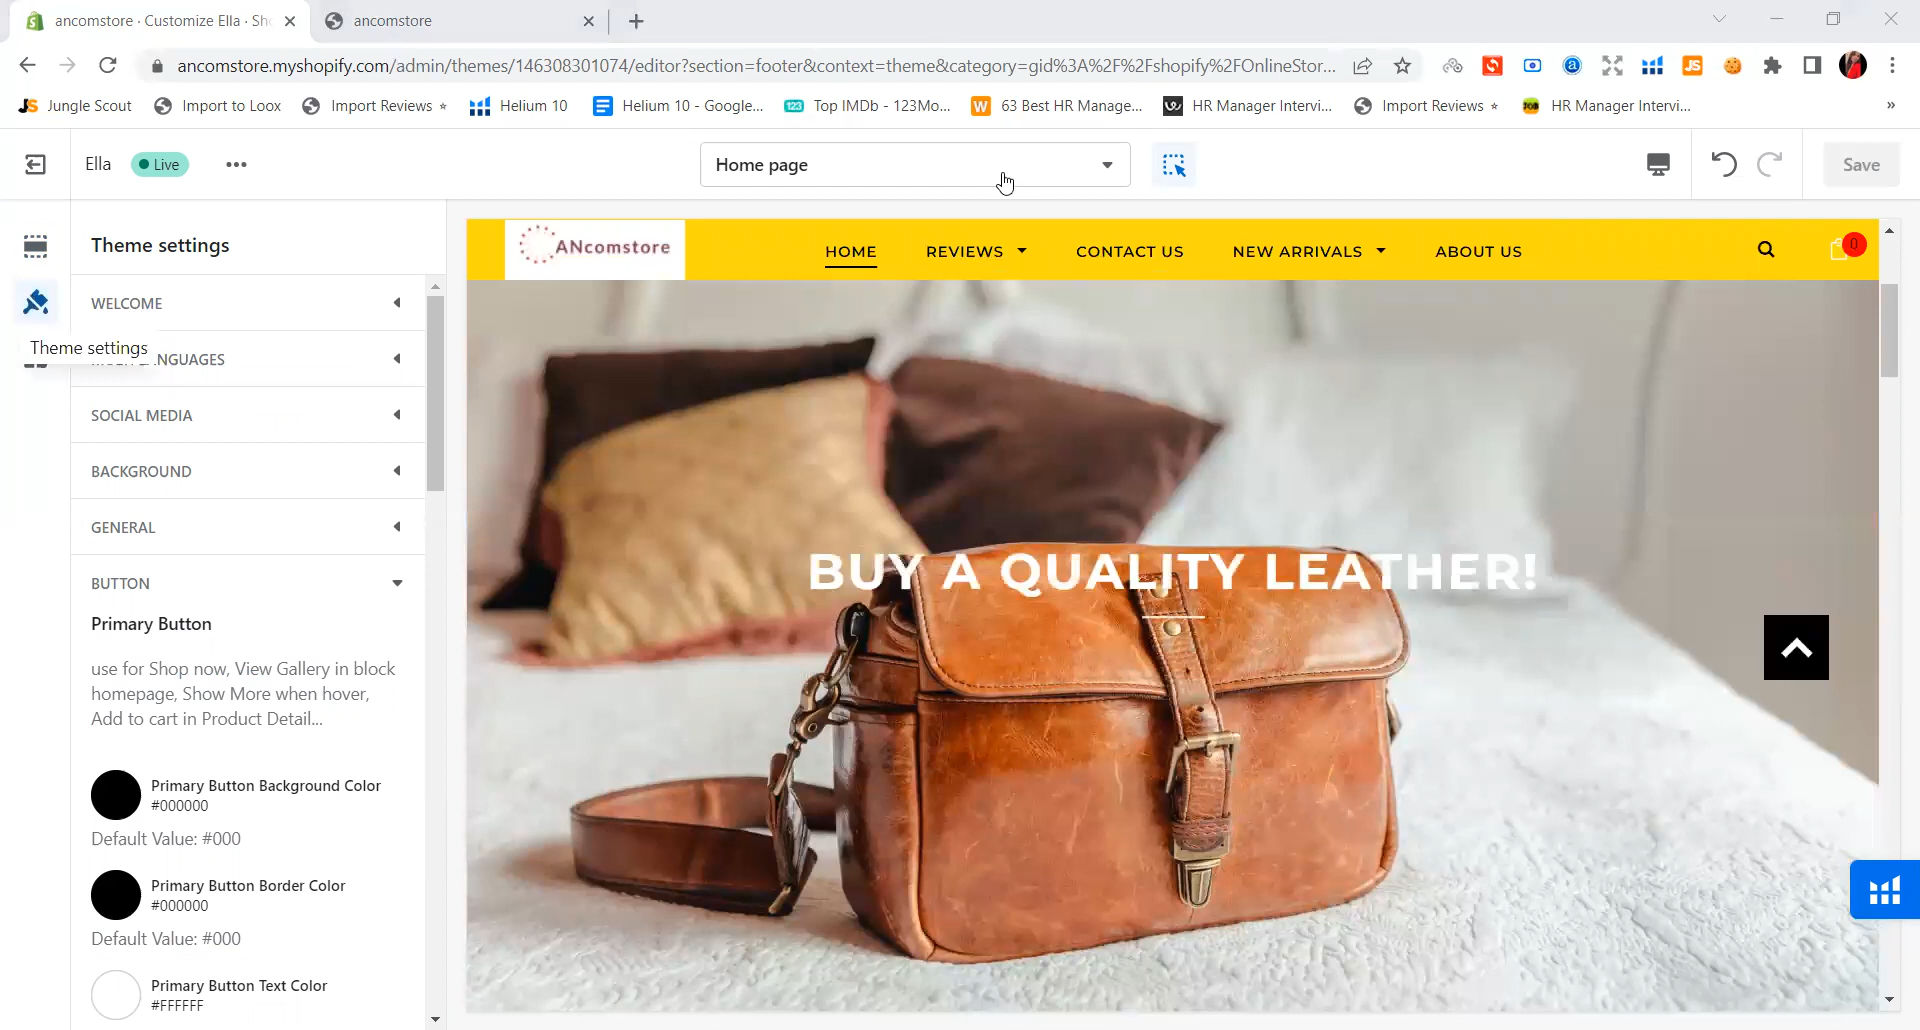 ancomstore · Customize Ella · Sh
ancomstore
ancomstore.myshopify.com/admin/themes/146308301074/editor?section=footer&context=theme&category=gid%3A%2F%2Fshopify%2FOnlineStor...
JS Jungle Scout
Import to Loox
Import Reviews
Helium 10
Helium 10 - Google...
123 Top IMDb - 123Mo...
W 63 Best HR Manage...
HR Manager Intervi...
Import Reviews
JOB HR Manager Intervi...
»
Ella
Live
Home page
Save
Theme settings
WELCOME
Theme settings
NGUAGES
SOCIAL MEDIA
BACKGROUND
GENERAL
BUTTON
Primary Button
use for Shop now, View Gallery in block
homepage, Show More when hover,
Add to cart in Product Detail...
Primary Button Background Color
#000000
Default Value: #000
Primary Button Border Color
#000000
Default Value: #000
Primary Button Text Color
#FFFFFF
ANcomstore
HOME
REVIEWS
CONTACT US
NEW ARRIVALS
ABOUT US
0
BUY A QUALITY LEATHER!